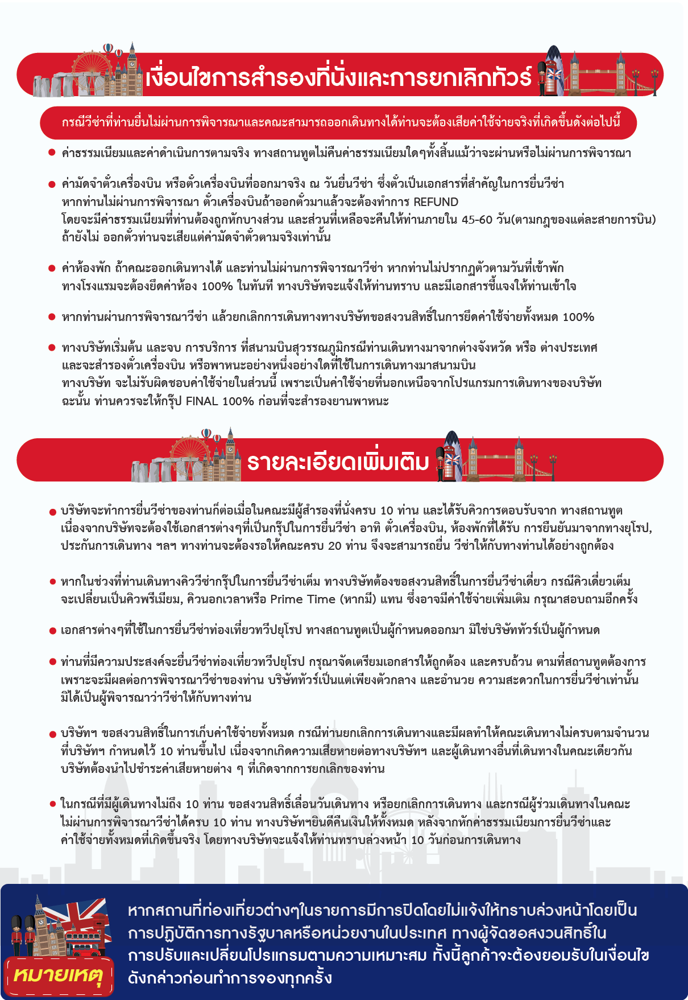 เงื่อนไขการสำรองที่นั่งและการยกเลิกทัวร์
กรณีวีซ่าที่ท่านยื่นไม่ผ่านการพิจารณาและคณะสามารถออกเดินทางได้ท่านจะต้องเสียค่าใช้จ่ายจริงที่เกิดขึ้นดังต่อไปนี้
ค่าธรรมเนียมและค่าดำเนินการตามจริง ทางสถานทูตไม่คืนค่าธรรมเนียมใดๆทั้งสิ้นแม้ว่าจะผ่านหรือไม่ผ่านการพิจารณา
ค่ามัดจำตั๋วเครื่องบิน หรือตั๋วเครื่องบินที่ออกมาจริง ณ วันยื่นวีซ่า ซึ่งตั๋วเป็นเอกสารที่สำคัญในการยื่นวีซ่า
หากท่านไม่ผ่านการพิจารณา ตั๋วเครื่องบินถ้าออกตั๋วมาแล้วจะต้องทำการ REFUND
โดยจะมีค่าธรรมเนียมที่ท่านต้องถูกหักบางส่วน และส่วนที่เหลือจะคืนให้ท่านภายใน 45-60 วัน(ตามกฎของแต่ละสายการบิน)
ถ้ายังไม่ ออกตั๋วท่านจะเสียแต่ค่ามัดจำตั๋วตามจริงเท่านั้น
ค่าห้องพัก ถ้าคณะออกเดินทางได้ และท่านไม่ผ่านการพิจารณาวีซ่า หากท่านไม่ปรากฏตัวตามวันที่เข้าพัก
ทางโรงแรมจะต้องยึดค่าห้อง 100% ในทันที ทางบริษัทจะแจ้งให้ท่านทราบ และมีเอกสารชี้แจงให้ท่านเข้าใจ
หากท่านผ่านการพิจารณาวีซ่า แล้วยกเลิกการเดินทางทางบริษัทขอสงวนสิทธิ์ในการยึดค่าใช้จ่ายทั้งหมด 100%
ทางบริษัทเริ่มต้น และจบ การบริการ ที่สนามบินสุวรรณภูมิกรณีท่านเดินทางมาจากต่างจังหวัด หรือ ต่างประเทศ
และจะสำรองตั๋วเครื่องบิน หรือพาหนะอย่างหนึ่งอย่างใดที่ใช้ในการเดินทางมาสนามบิน
ทางบริษัท จะไม่รับผิดชอบค่าใช้จ่ายในส่วนนี้ เพราะเป็นค่าใช้จ่ายที่นอกเหนือจากโปรแกรมการเดินทางของบริษัท
ฉะนั้น ท่านควรจะให้กรุ๊ป FINAL 100% ก่อนที่จะสำรองยานพาหนะ
รายละเอียดเพิ่มเติม
บริษัทจะทำการยื่นวีซ่าของท่านก็ต่อเมื่อในคณะมีผู้สำรองที่นั่งครบ 10 ท่าน และได้รับคิวการตอบรับจาก ทางสถานทูต
เนื่องจากบริษัทจะต้องใช้เอกสารต่างๆที่เป็นกรุ๊ปในการยื่นวีซ่า อาทิ ตั๋วเครื่องบิน, ห้องพักที่ได้รับ การยืนยันมาจากทางยุโรป,
ประกันการเดินทาง ฯลฯ ทางท่านจะต้องรอให้คณะครบ 20 ท่าน จึงจะสามารถยื่น วีซ่าให้กับทางท่านได้อย่างถูกต้อง
หากในช่วงที่ท่านเดินทางคิววีซ่ากรุ๊ปในการยื่นวีซ่าเต็ม ทางบริษัทต้องขอสงวนสิทธิ์ในการยื่นวีซ่าเดี่ยว กรณีคิวเดี่ยวเต็ม
จะเปลี่ยนเป็นคิวพรีเมียม, คิวนอกเวลาหรือ Prime Time (หากมี) แทน ซึ่งอาจมีค่าใช้จ่ายเพิ่มเติม กรุณาสอบถามอีกครั้ง
เอกสารต่างๆที่ใช้ในการยื่นวีซ่าท่องเที่ยวทวีปยุโรป ทางสถานทูตเป็นผู้กำหนดออกมา มิใช่บริษัททัวร์เป็นผู้กำหนด
ท่านที่มีความประสงค์จะยื่นวีซ่าท่องเที่ยวทวีปยุโรป กรุณาจัดเตรียมเอกสารให้ถูกต้อง และครบถ้วน ตามที่สถานทูตต้องการ
เพราะจะมีผลต่อการพิจารณาวีซ่าของท่าน บริษัททัวร์เป็นแต่เพียงตัวกลาง และอำนวย ความสะดวกในการยื่นวีซ่าเท่านั้น
มิได้เป็นผู้พิจารณาว่าวีซ่าให้กับทางท่าน
บริษัทฯ ขอสงวนสิทธิ์ในการเก็บค่าใช้จ่ายทั้งหมด กรณีท่านยกเลิกการเดินทางและมีผลทำให้คณะเดินทางไม่ครบตามจำนวน
ที่บริษัทฯ กำหนดไว้ 10 ท่านขึ้นไป เนื่องจากเกิดความเสียหายต่อทางบริษัทฯ และผู้เดินทางอื่นที่เดินทางในคณะเดียวกัน
บริษัทต้องนำไปชำระค่าเสียหายต่าง ๆ ที่เกิดจากการยกเลิกของท่าน
ในกรณีที่มีผู้เดินทางไม่ถึง 10 ท่าน ขอสงวนสิทธิ์เลื่อนวันเดินทาง หรือยกเลิกการเดินทาง และกรณีผู้ร่วมเดินทางในคณะ
ไม่ผ่านการพิจารณาวีซ่าได้ครบ 10 ท่าน ทางบริษัทฯยินดีคืนเงินให้ทั้งหมด หลังจากหักค่าธรรมเนียมการยื่นวีซ่าและ
ค่าใช้จ่ายทั้งหมดที่เกิดขึ้นจริง โดยทางบริษัทจะแจ้งให้ท่านทราบล่วงหน้า 10 วันก่อนการเดินทาง
หากสถานที่ท่องเที่ยวต่างๆในรายการมีการปิดโดยไม่แจ้งให้ทราบล่วงหน้าโดยเป็น
การปฏิบัติการทางรัฐบาลหรือหน่วยงานในประเทศ ทางผู้จัดขอสงวนสิทธิ์ใน
การปรับและเปลี่ยนโปรแกรมตามความเหมาะสม ทั้งนี้ลูกค้าจะต้องยอมรับในเงื่อนไข
ดังกล่าวก่อนทำการจองทุกครั้ง
หมายเหตุ